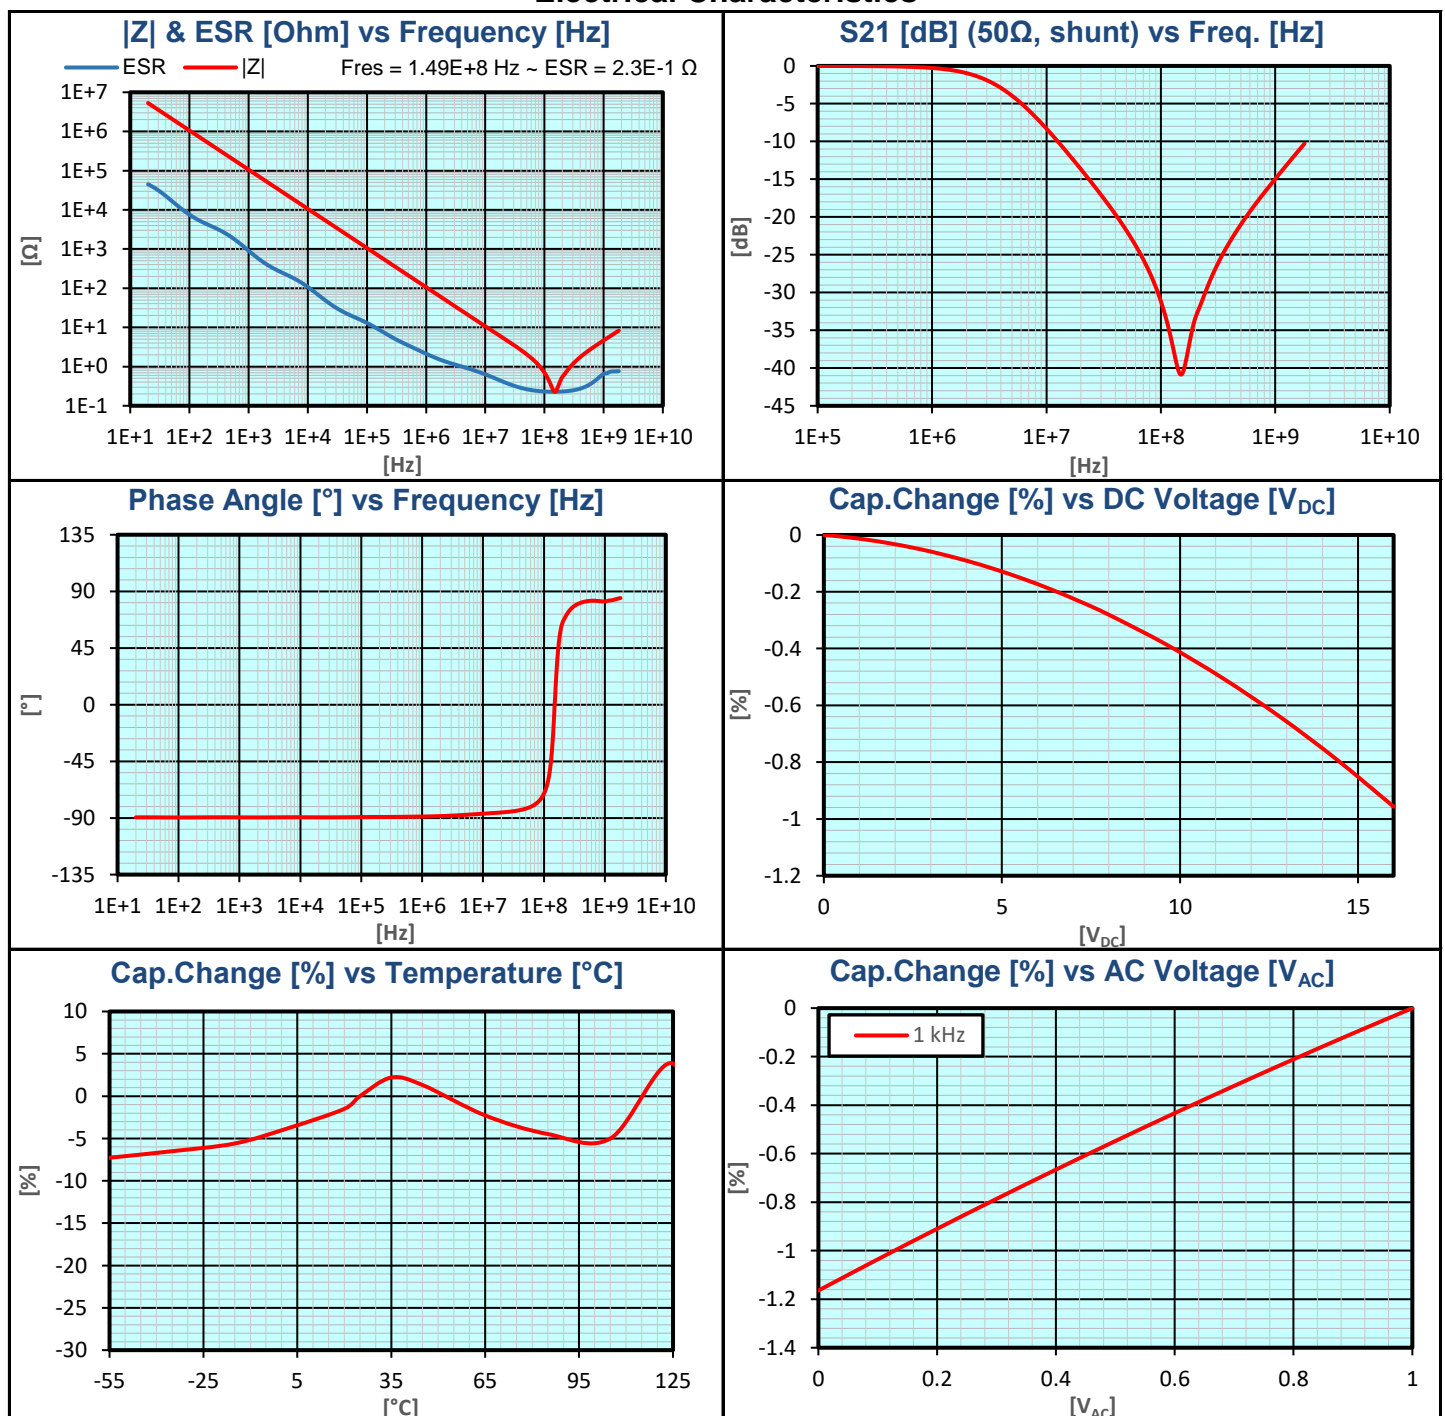 Electrical Characteristics
|Z| & ESR [Ohm] vs Frequency [Hz]
ESR |Z| Fres = 1.49E+8 Hz ~ ESR = 2.3E-1 Ω
1E+7
1E+6
1E+5
1E+4
1E+3
1E+2
1E+1
1E+0
1E-1
[Ω]
1E+1 1E+2 1E+3 1E+4 1E+5 1E+6 1E+7 1E+8 1E+9 1E+10
[Hz]
S21 [dB] (50Ω, shunt) vs Freq. [Hz]
0
-5
-10
-15
-20
-25
-30
-35
-40
-45
[dB]
1E+5 1E+6 1E+7 1E+8 1E+9 1E+10
[Hz]
Phase Angle [°] vs Frequency [Hz]
135
90
45
0
-45
-90
-135
[°]
1E+1 1E+2 1E+3 1E+4 1E+5 1E+6 1E+7 1E+8 1E+9 1E+10
[Hz]
Cap.Change [%] vs DC Voltage [VDC]
0
-0.2
-0.4
-0.6
-0.8
-1
-1.2
[%]
0 5 10 15
[VDC]
Cap.Change [%] vs Temperature [°C]
10
5
0
-5
-10
-15
-20
-25
-30
[%]
-55 -25 5 35 65 95 125
[°C]
Cap.Change [%] vs AC Voltage [VAC]
1 kHz
0
-0.2
-0.4
-0.6
-0.8
-1
-1.2
-1.4
[%]
0 0.2 0.4 0.6 0.8 1
[VAC]